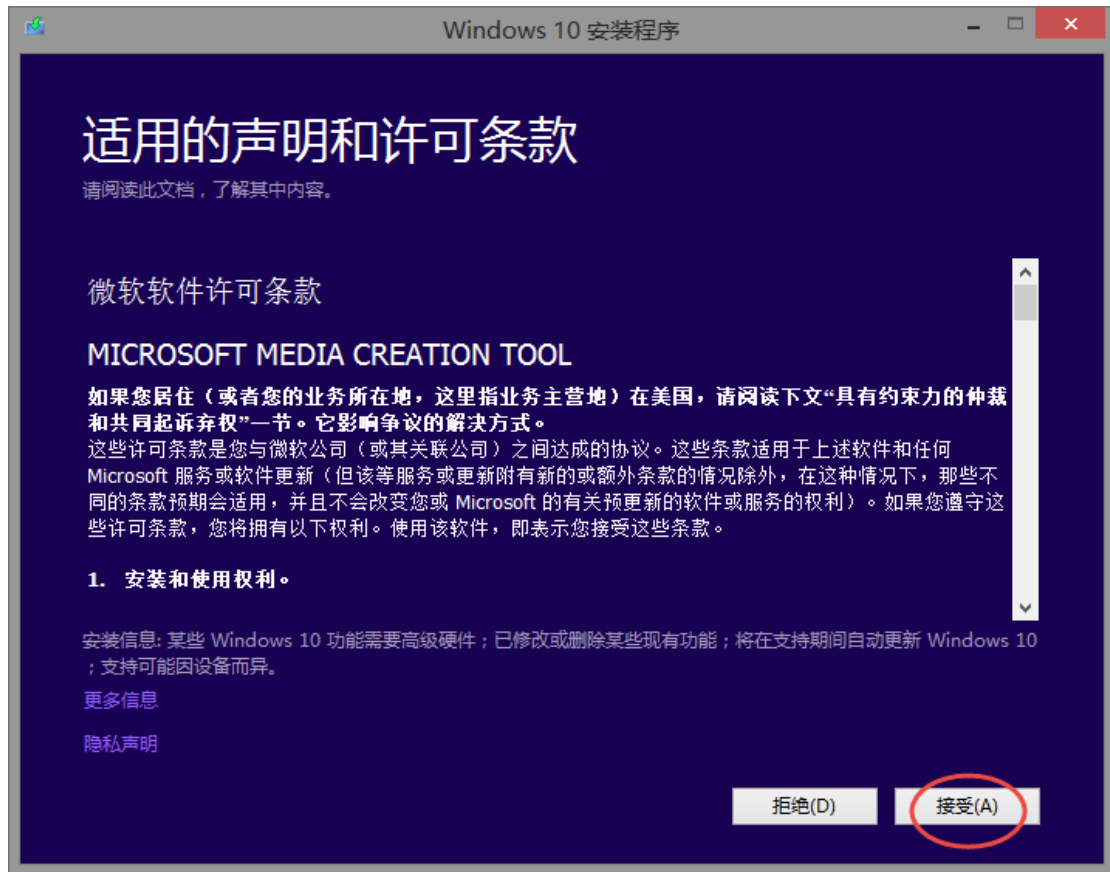 Windows 10 安装程序
适用的声明和许可条款
请阅读此文档，了解其中内容。
微软软件许可条款
MICROSOFT MEDIA CREATION TOOL
如果您居住（或者您的业务所在地，这里指业务主营地）在美国，请阅读下文“具有约束力的仲裁
和共同起诉弃权”一节。它影响争议的解决方式。
这些许可条款是您与微软公司（或其关联公司）之间达成的协议。这些条款适用于上述软件和任何
Microsoft 服务或软件更新（但该等服务或更新附有新的或额外条款的情况除外，在这种情况下，那些不
同的条款预期会适用，并且不会改变您或 Microsoft 的有关预更新的软件或服务的权利）。如果您遵守这
些许可条款，您将拥有以下权利。使用该软件，即表示您接受这些条款。
1. 安装和使用权利。
安装信息: 某些 Windows 10 功能需要高级硬件；已修改或删除某些现有功能；将在支持期间自动更新 Windows 10
；支持可能因设备而异。
更多信息
隐私声明
拒绝(D)
接受(A)